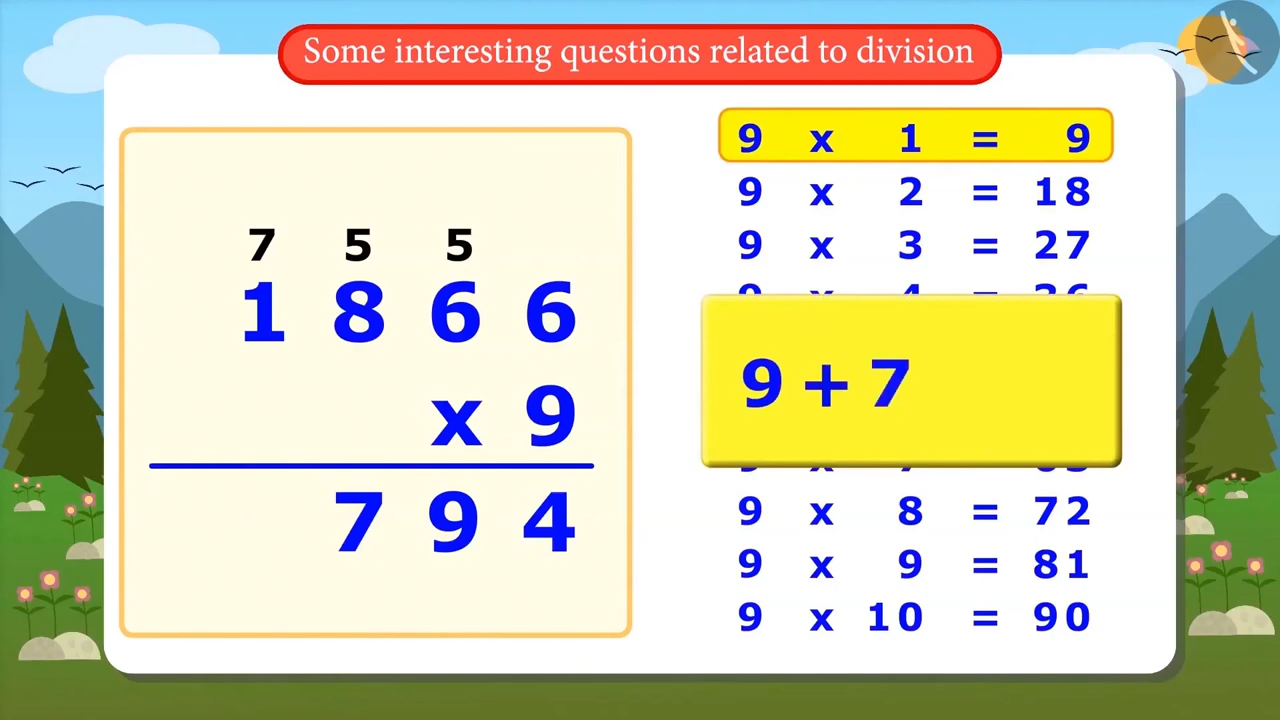 Some interesting questions related to division
7 5 5
1 8 6 6
x 9
7 9 4
9 x 1 = 9
9 x 2 = 18
9 x 3 = 27
9 + 7
9 x 8 = 72
9 x 9 = 81
9 x 10 = 90